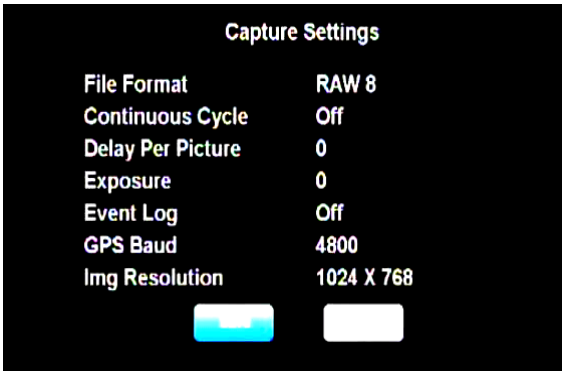 Capture Settings
File Format RAW 8
Continuous Cycle Off
Delay Per Picture 0
Exposure 0
Event Log Off
GPS Baud 4800
Img Resolution 1024 X 768